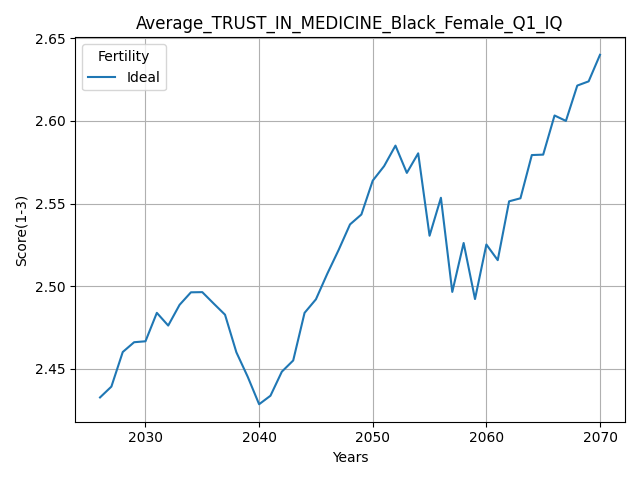 Average_TRUST_IN_MEDICINE_Black_Female_Q1_IQ
Fertility
Ideal
Score(1-3)
2.65
2.60
2.55
2.50
2.45
2030 2040 2050 2060 2070
Years